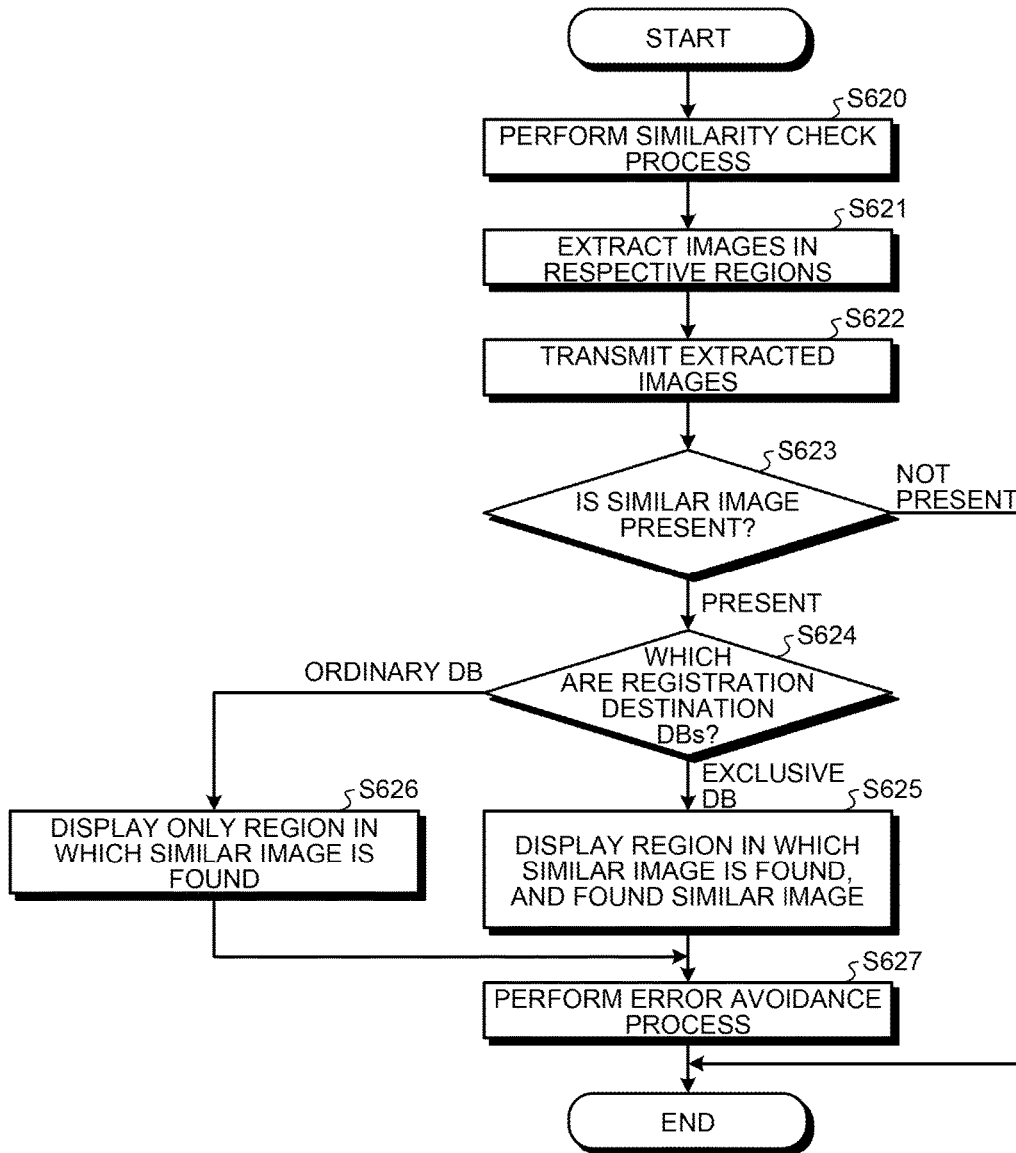 START
S620
PERFORM SIMILARITY CHECK
PROCESS
S621
EXTRACT IMAGES IN
RESPECTIVE REGIONS
S622
TRANSMIT EXTRACTED
IMAGES
S623
IS SIMILAR IMAGE
PRESENT?
NOT
PRESENT
PRESENT
S624
WHICH
ARE REGISTRATION
DESTINATION
DBs?
ORDINARY DB
EXCLUSIVE
DB
S626
DISPLAY ONLY REGION IN
WHICH SIMILAR IMAGE IS
FOUND
S625
DISPLAY REGION IN WHICH
SIMILAR IMAGE IS FOUND,
AND FOUND SIMILAR IMAGE
S627
PERFORM ERROR AVOIDANCE
PROCESS
END